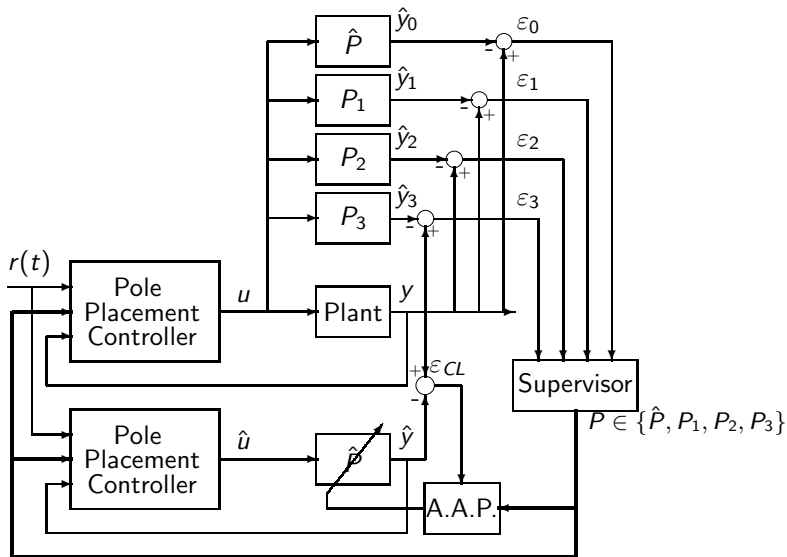 P̂
ŷ₀
ε₀
-
+
P₁
ŷ₁
ε₁
-
+
P₂
ŷ₂
ε₂
-
+
P₃
ŷ₃
ε₃
-
+
r(t)
Pole
Placement
Controller
u
Plant
y
+
ε_CL
-
Supervisor
P ∈ {P̂, P₁, P₂, P₃}
Pole
Placement
Controller
û
P̂
ŷ
A.A.P.